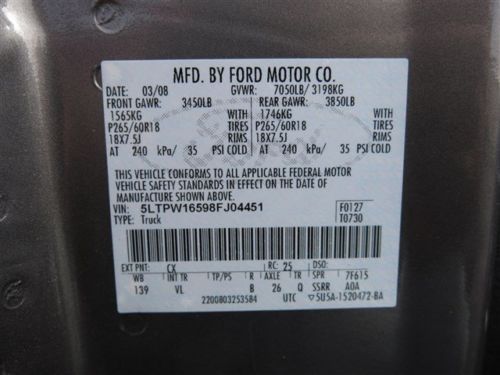 MFD. BY FORD MOTOR CO.
DATE: 03/08 GVWR: 7050LB/ 3198KG
FRONT GAWR: 3450LB REAR GAWR: 3850LB
1565KG 1746KG
P265/60R18 TIRES P265/60R18 TIRES
18X7.5J RIMS 18X7.5J RIMS
AT 240 kPa/ 35 PSI COLD AT 240 kPa/ 35 PSI COLD
THIS VEHICLE CONFORMS TO ALL APPLICABLE FEDERAL MOTOR
VEHICLE SAFETY STANDARDS IN EFFECT ON THE DATE OF
MANUFACTURE SHOWN ABOVE.
VIN: 5LTPW16598FJ04451 F0127
TYPE: Truck T0730
EXT PNT: CX RC: 25 DSO:
WB INT TR TP/PS R AXLE TR SPR 7F615
139 VL B 26 Q SSRR A0A
2200803253584 UTC 5U5A-1520472-BA